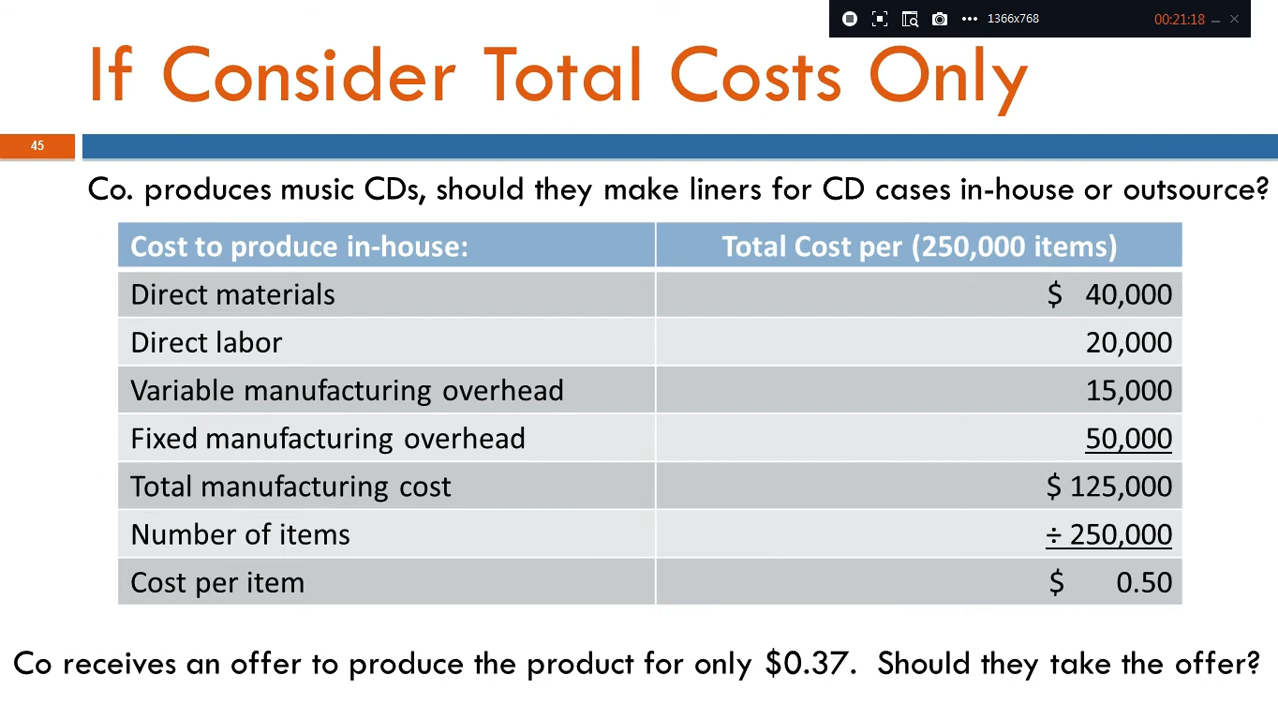 1366x768
00:21:18
If Consider Total Costs Only
45
Co. produces music CDs, should they make liners for CD cases in-house or outsource?
Cost to produce in-house: Total Cost per (250,000 items)
Direct materials $ 40,000
Direct labor 20,000
Variable manufacturing overhead 15,000
Fixed manufacturing overhead 50,000
Total manufacturing cost $ 125,000
Number of items ÷ 250,000
Cost per item $ 0.50
Co receives an offer to produce the product for only $0.37. Should they take the offer?